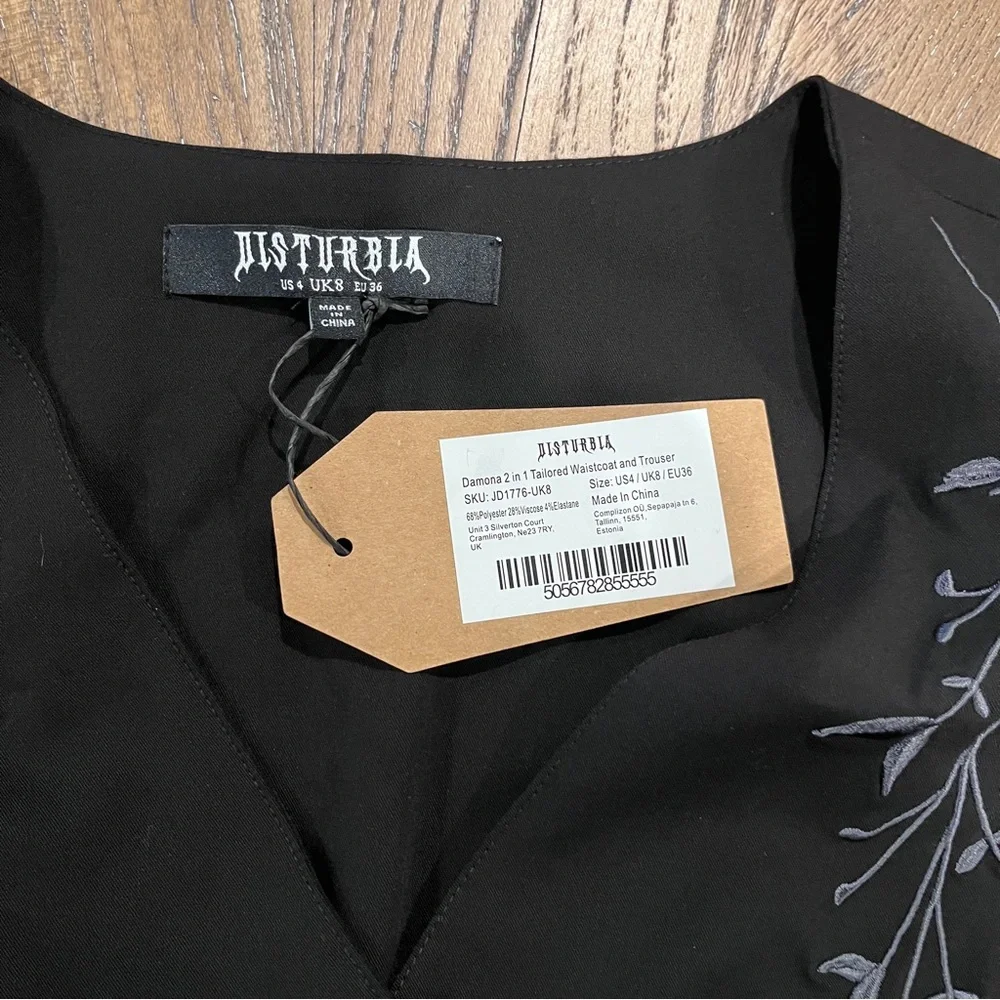 DISTURBIA
US 4 UK8 EU 36
MADE
IN
CHINA
DISTURBIA
Damona 2 in 1 Tailored Waistcoat and Trouser
SKU: JD1776-UK8 Size: US4 / UK8 / EU36
68%Polyester 28%Viscose 4%Elastane Made In China
Unit 3 Silverton Court
Cramlington, Ne23 7RY.
UK
Complizon OÜ,Sepapaja tn 6,
Tallinn, 15551,
Estonia
5056782855555